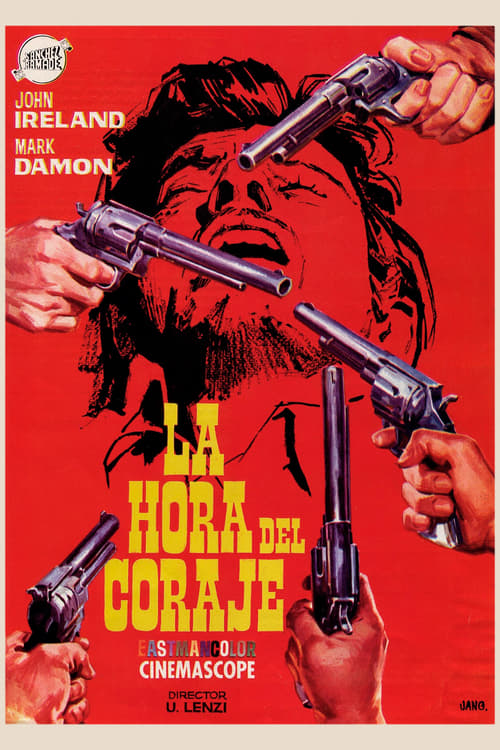 SANCHEZ
RAMADE
JOHN
IRELAND
MARK
DAMON
LA
HORA DEL
CORAJE
EASTMANCOLOR
CINEMASCOPE
DIRECTOR
U. LENZI
JANO.